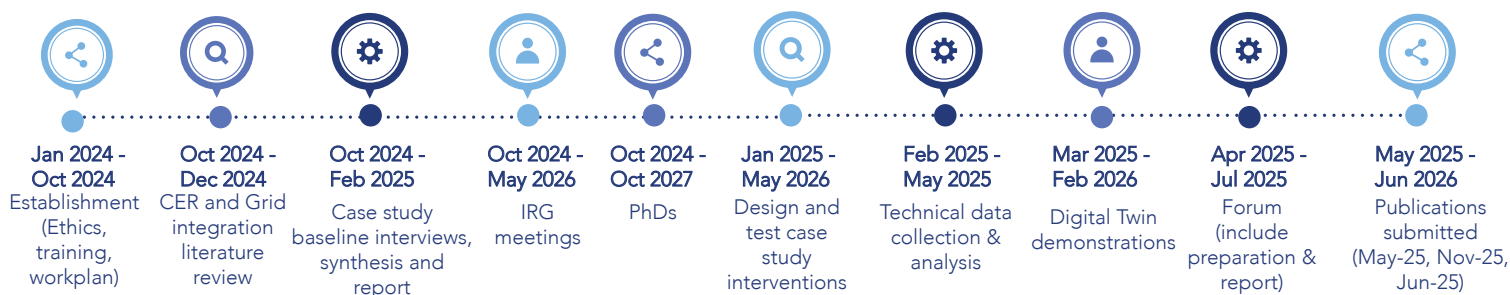 Jan 2024 -
Oct 2024
Establishment
(Ethics,
training,
workplan)
Oct 2024 -
Dec 2024
CER and Grid
integration
literature
review
Oct 2024 -
Feb 2025
Case study
baseline interviews,
synthesis and
report
Oct 2024 -
May 2026
IRG
meetings
Oct 2024 -
Oct 2027
PhDs
Jan 2025 -
May 2026
Design and
test case
study
interventions
Feb 2025 -
May 2025
Technical data
collection &
analysis
Mar 2025 -
Feb 2026
Digital Twin
demonstrations
Apr 2025 -
Jul 2025
Forum
(include
preparation &
report)
May 2025 -
Jun 2026
Publications
submitted
(May-25, Nov-25,
Jun-25)